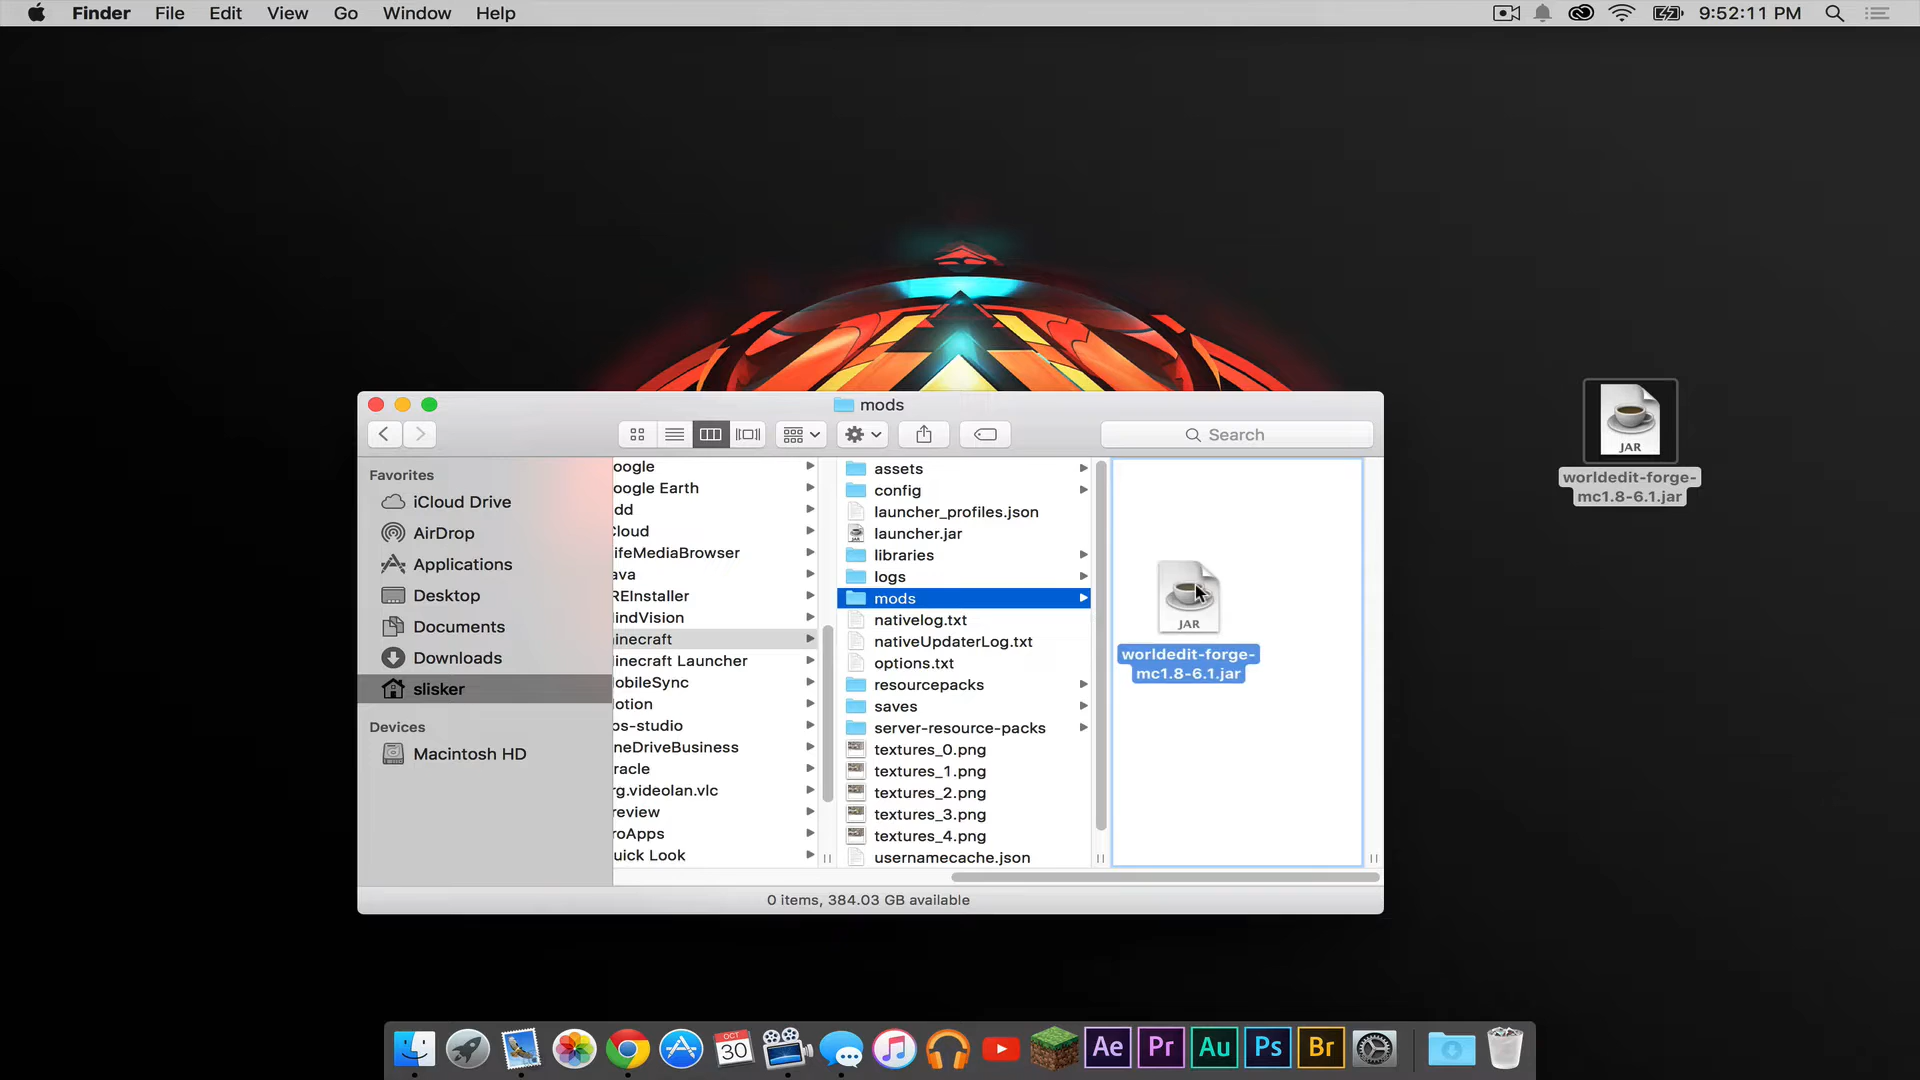 Finder File Edit View Go Window Help
9:52:11 PM
mods
Search
Favorites
iCloud Drive
AirDrop
Applications
Desktop
Documents
Downloads
slisker
Devices
Macintosh HD
oogle
oogle Earth
dd
Cloud
ifeMediaBrowser
ava
REInstaller
indVision
inecraft
inecraft Launcher
obileSync
otion
bs-studio
neDriveBusiness
racle
rg.videolan.vlc
review
roApps
uick Look
assets
config
launcher_profiles.json
launcher.jar
libraries
logs
mods
nativelog.txt
nativeUpdaterLog.txt
options.txt
resourcepacks
saves
server-resource-packs
textures_0.png
textures_1.png
textures_2.png
textures_3.png
textures_4.png
usernamecache.json
JAR
worldedit-forge-
mc1.8-6.1.jar
JAR
worldedit-forge-
mc1.8-6.1.jar
0 items, 384.03 GB available
OCT
30
Ae
Pr
Au
Ps
Br